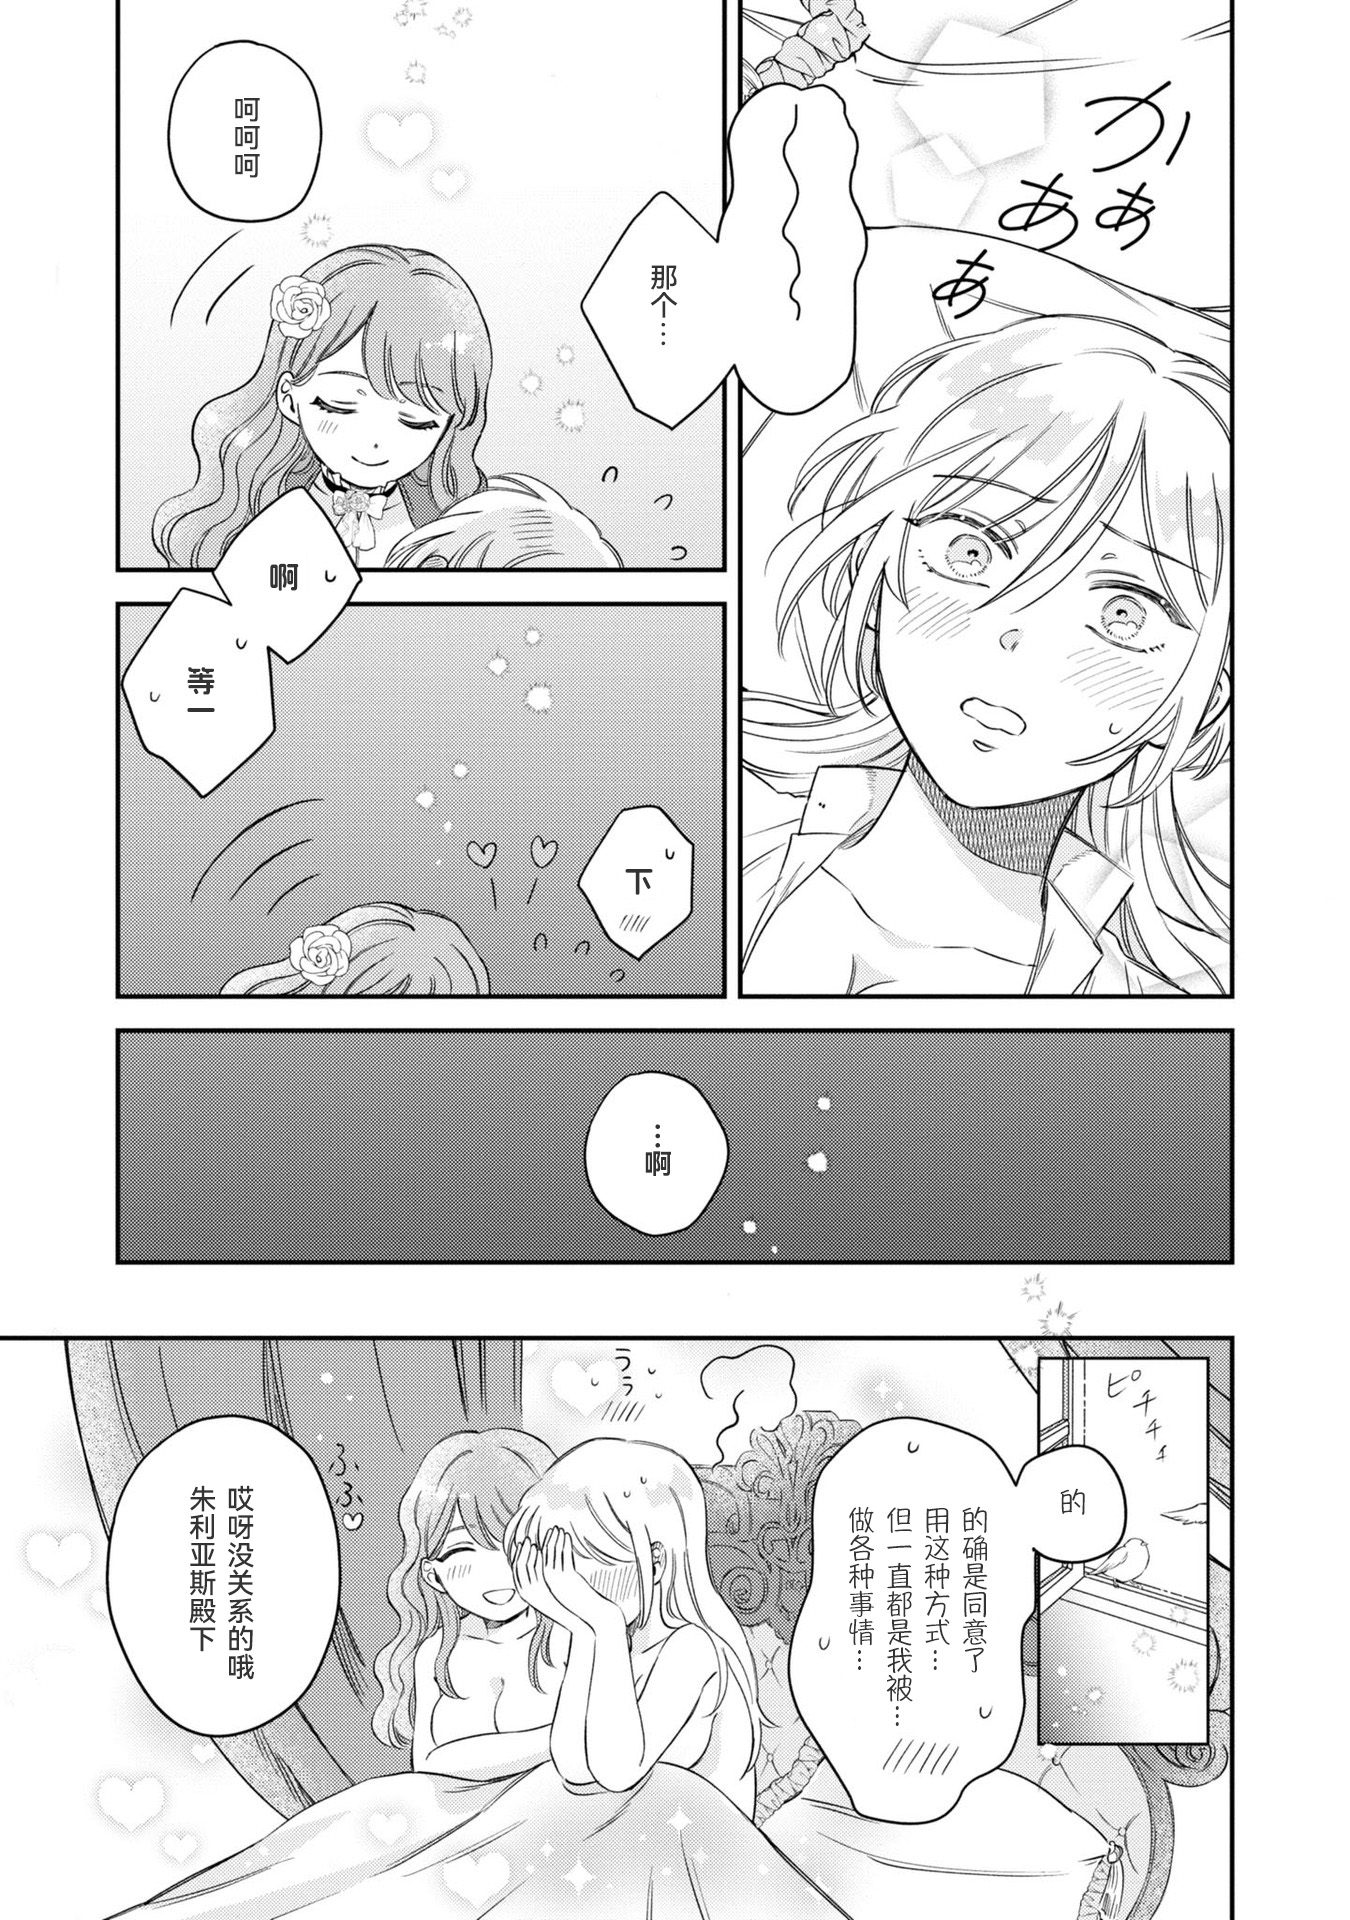 かあぁ
あぁ
那个…
呵呵呵
啊
等一
下
…啊
ピチチチ
的
的确是同意了
用这种方式…
但一直都是我被…
做各种事情…
うぅ
ふふ♡
哎呀没关系的哦
朱利亚斯殿下